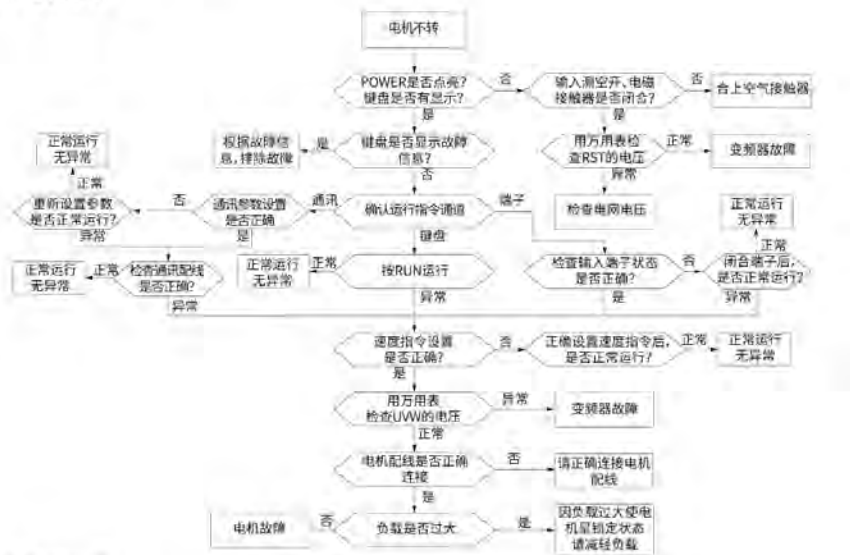 电机不转
POWER是否点亮?
键盘是否有显示?
否
输入测空开、电磁
接触器是否闭合?
否
合上空气接触器
是
是
正常运行
无异常
根据故障信
息,排除故障
是
键盘是否显示故障
信息?
用万用表检
查RST的电压
正常
变频器故障
正常
否
异常
重新设置参数
是否正常运行?
否
通讯参数设置
是否正确
通讯
确认运行指令通道
端子
检查电网电压
正常运行
无异常
异常
是
键盘
正常
正常运行
无异常
正常
检查通讯配线
是否正确?
正常运行
无异常
正常
按RUN运行
检查输入端子状态
是否正确?
否
闭合端子后,
是否正常运行?
异常
异常
是
异常
速度指令设置
是否正确?
否
正确设置速度指令后,
是否正常运行?
正常
正常运行
无异常
是
用万用表
检查UVW的电压
异常
变频器故障
正常
电机配线是否正确
连接
否
请正确连接电机
配线
是
电机故障
否
负载是否过大
是
因负载过大使电
机呈锁定状态
请减轻负载